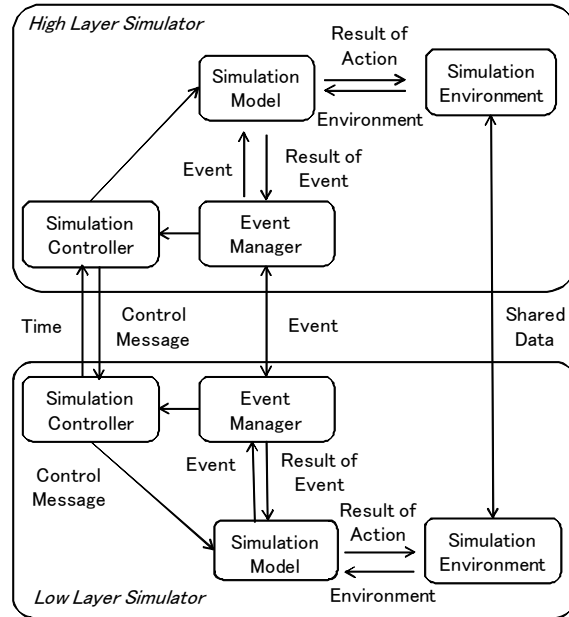 High Layer Simulator
Result of
Action
Simulation
Model
Simulation
Environment
Environment
Event
Result of
Event
Simulation
Controller
Event
Manager
Time
Control
Message
Event
Shared
Data
Simulation
Controller
Event
Manager
Control
Message
Event
Result of
Event
Result of
Action
Simulation
Model
Simulation
Environment
Environment
Low Layer Simulator